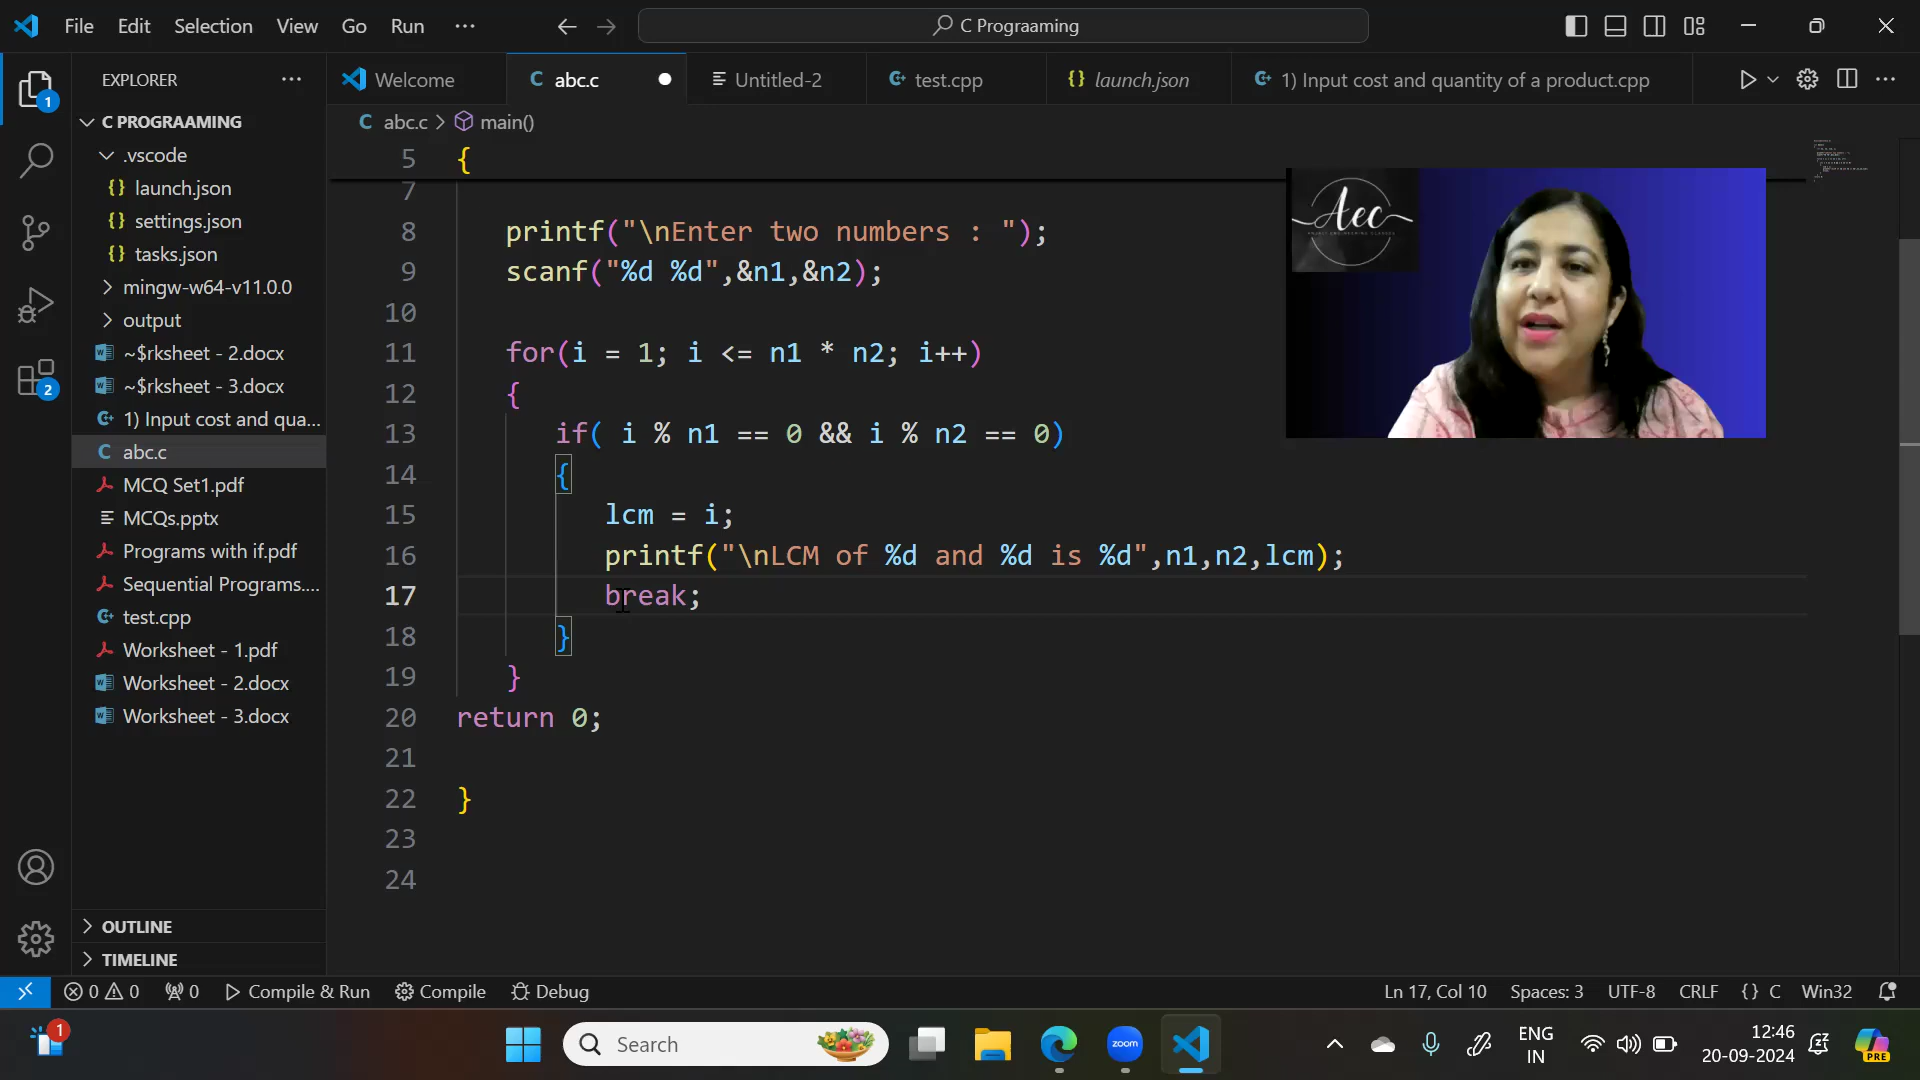 File Edit Selection View Go Run ··· C Prograaming
EXPLORER ···
Welcome abc.c Untitled-2 test.cpp launch.json 1) Input cost and quantity of a product.cpp
abc.c > main()
1
2
C PROGRAAMING
.vscode
launch.json
settings.json
tasks.json
mingw-w64-v11.0.0
output
~$rksheet - 2.docx
~$rksheet - 3.docx
1) Input cost and qua...
abc.c
MCQ Set1.pdf
MCQs.pptx
Programs with if.pdf
Sequential Programs....
test.cpp
Worksheet - 1.pdf
Worksheet - 2.docx
Worksheet - 3.docx
OUTLINE
TIMELINE
5 {
7
8 printf("\nEnter two numbers : ");
9 scanf("%d %d",&n1,&n2);
10
11 for(i = 1; i <= n1 * n2; i++)
12 {
13 if( i % n1 == 0 && i % n2 == 0)
14 {
15 lcm = i;
16 printf("\nLCM of %d and %d is %d",n1,n2,lcm);
17 break;
18 }
19 }
20 return 0;
21
22 }
23
24
Aec
0 0 0 Compile & Run Compile Debug Ln 17, Col 10 Spaces: 3 UTF-8 CRLF {} C Win32
1 Search zoom ENG 12:46
IN 20-09-2024 PRE